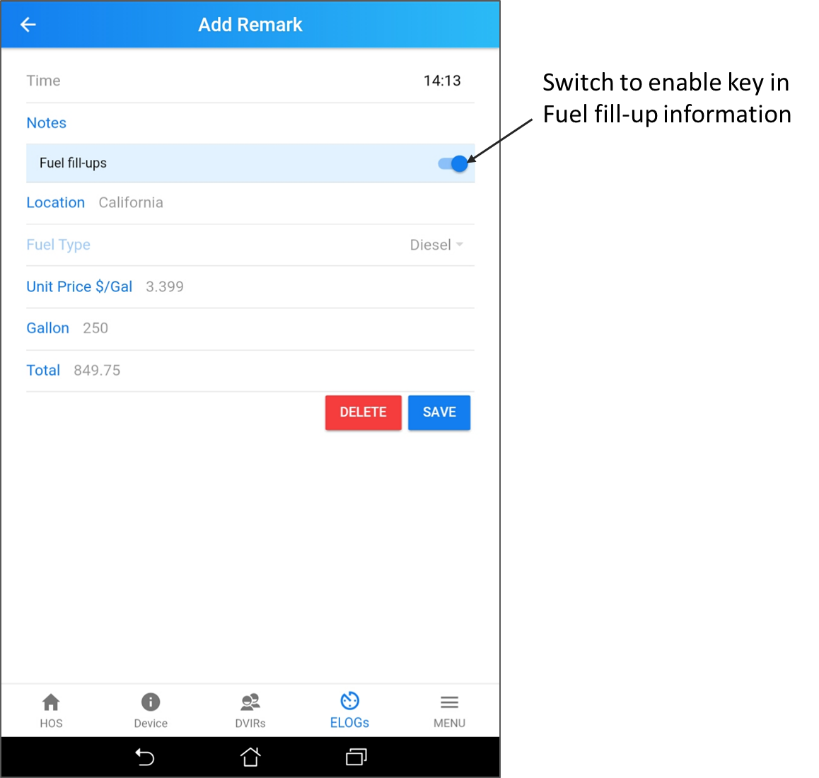 Add Remark
Time 14:13
Notes
Fuel fill-ups
Location California
Fuel Type Diesel
Unit Price $/Gal 3.399
Gallon 250
Total 849.75
DELETE SAVE
HOS Device DVIRs ELOGs MENU
Switch to enable key in
Fuel fill-up information